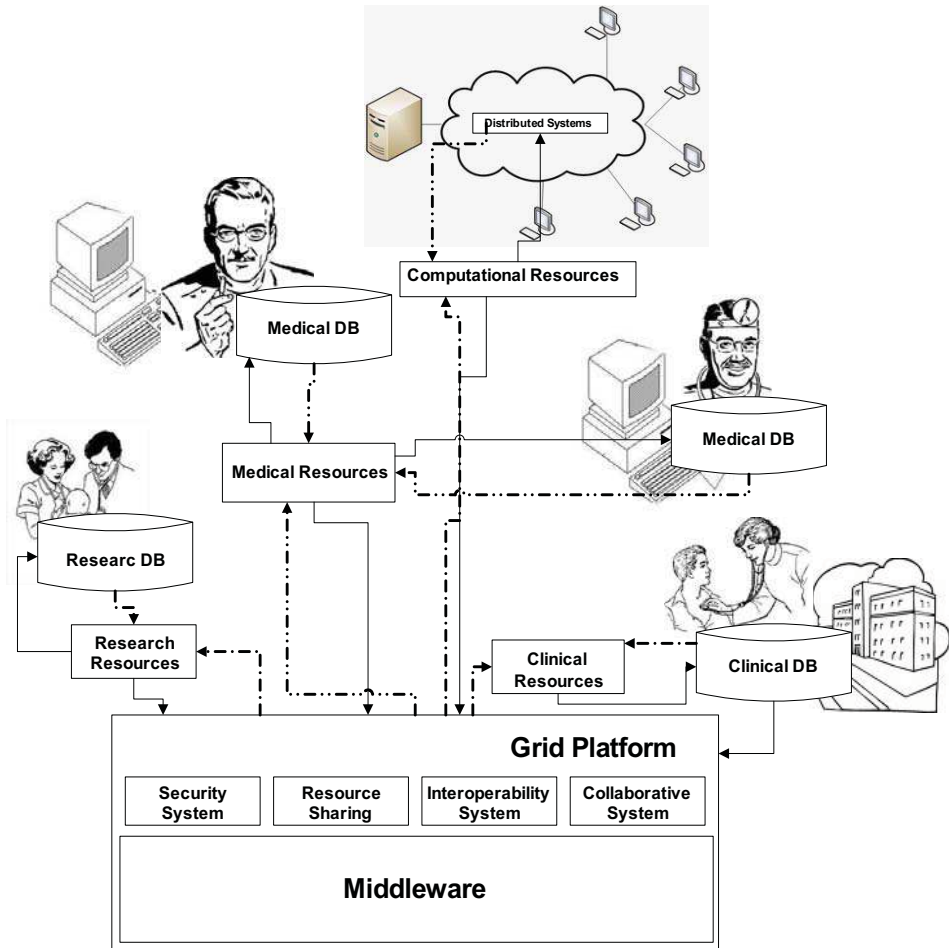 Distributed Systems
Computational Resources
Medical DB
Medical DB
Medical Resources
Researc DB
Research
Resources
Clinical
Resources
Clinical DB
Grid Platform
Security
System
Resource
Sharing
Interoperability
System
Collaborative
System
Middleware